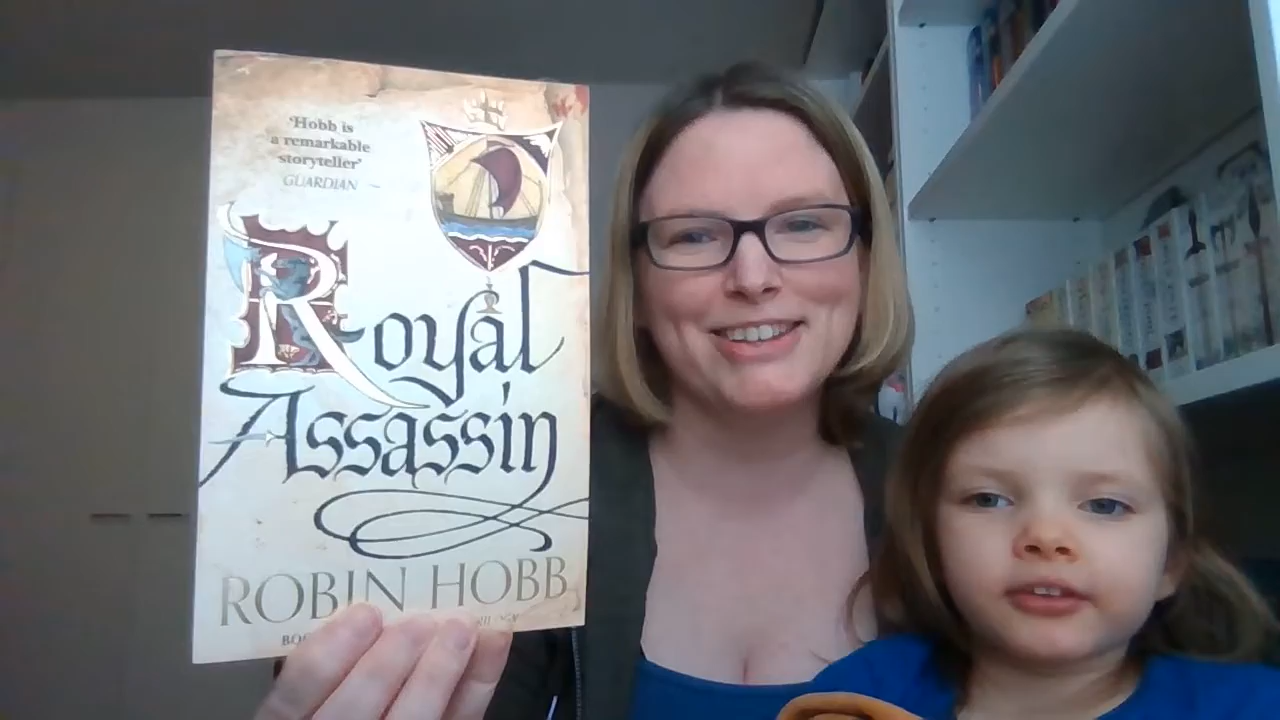 'Hobb is
a remarkable
storyteller'
GUARDIAN
Royal
Assassin
ROBIN HOBB